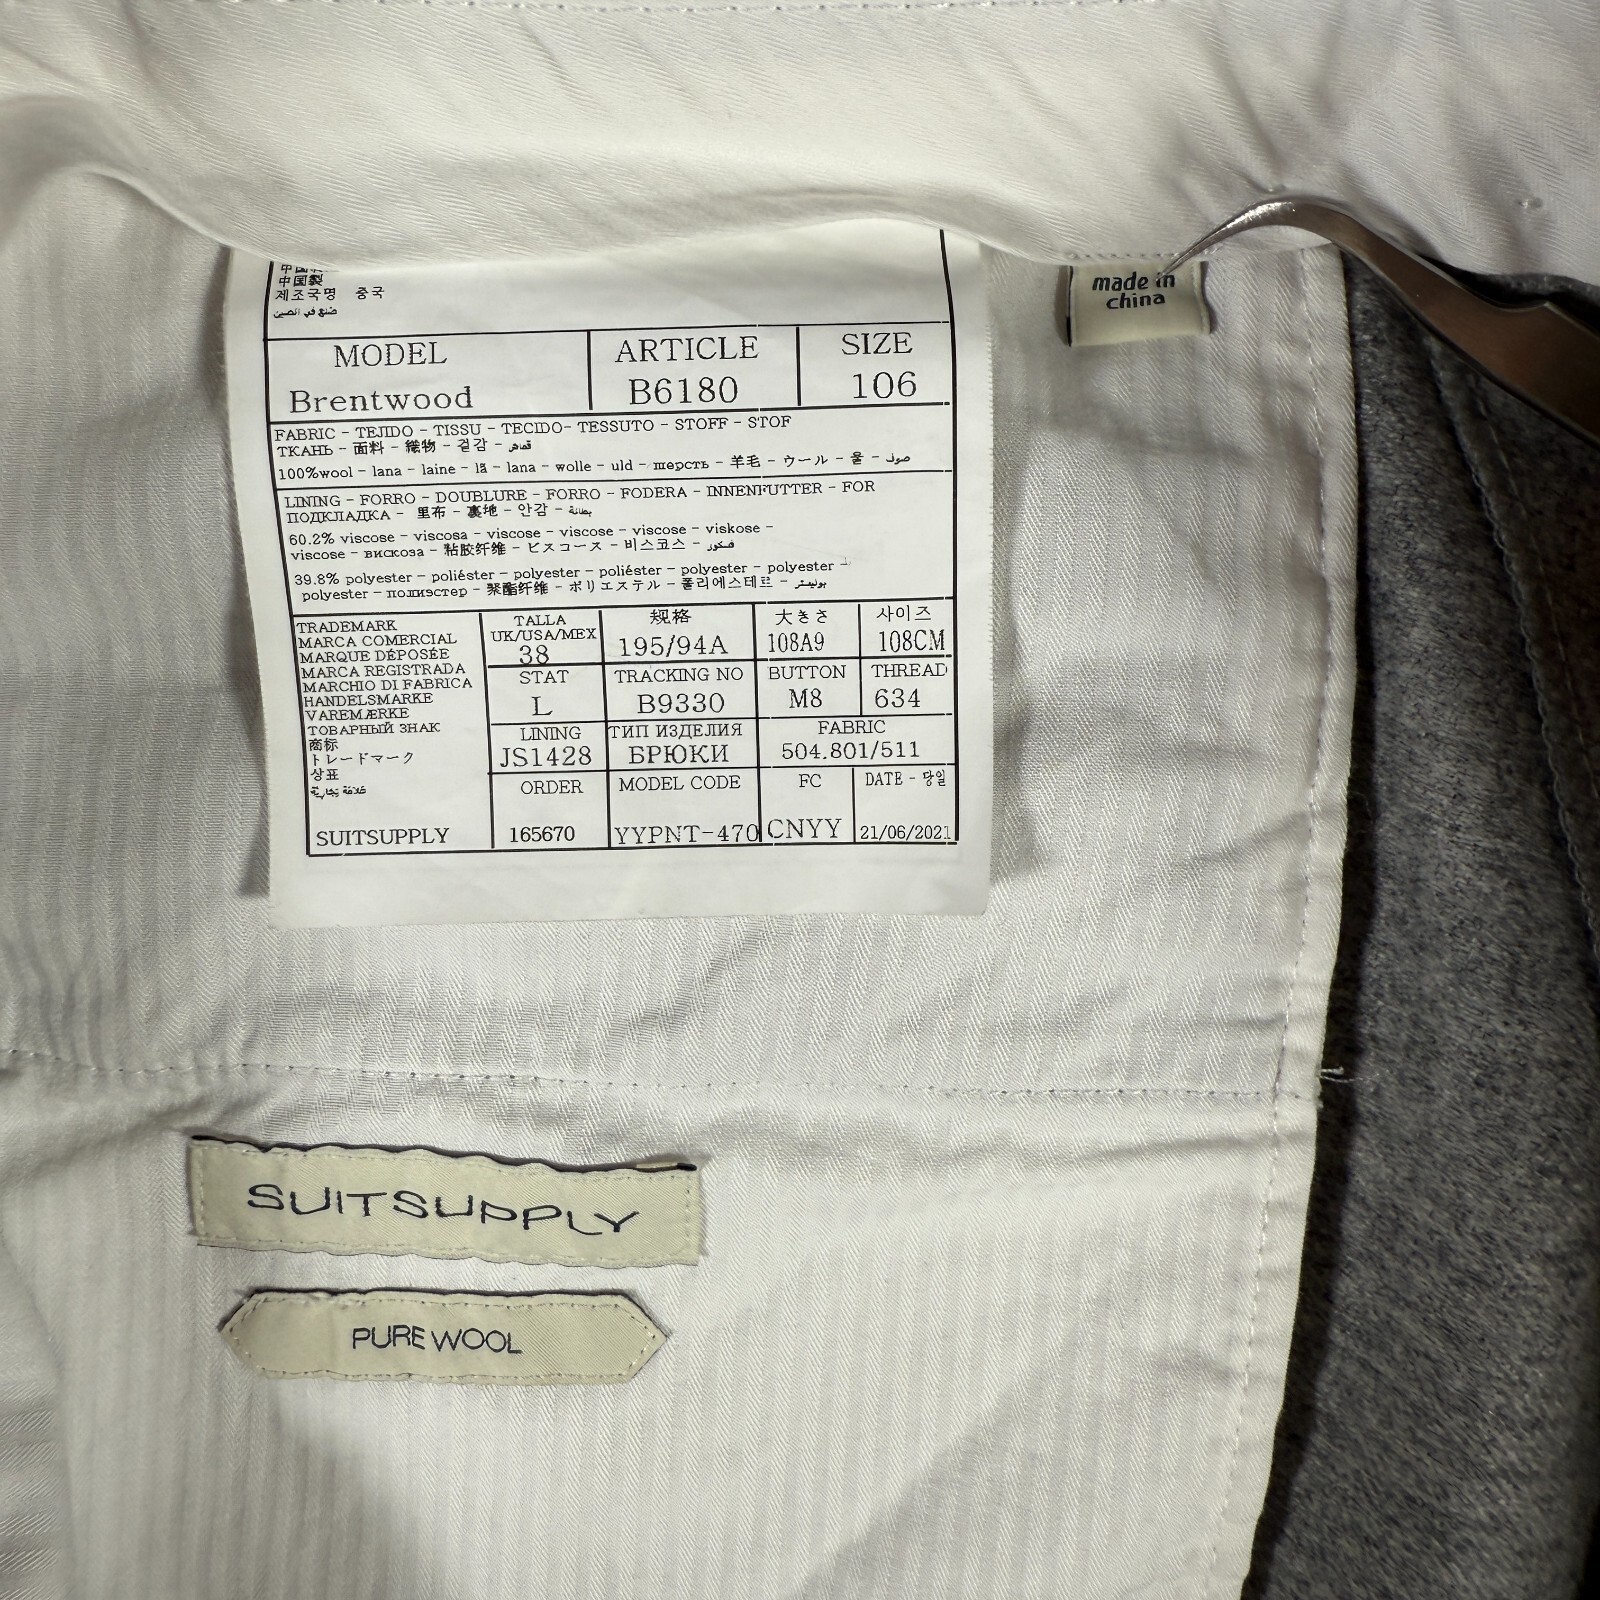 中国製
제조국명 중국
صنع في الصين
made in
china
MODEL ARTICLE SIZE
Brentwood B6180 106
FABRIC - TEJIDO - TISSU - TECIDO- TESSUTO - STOFF - STOF
ТКАНЬ - 面料 - 織物 - 겉감 - قماش
100%wool - lana - laine - lã - lana - wolle - uld - шерсть - 羊毛 - ウール - 울 - صوف
LINING - FORRO - DOUBLURE - FORRO - FODERA - INNENFUTTER - FOR
ПОДКЛАДКА - 里布 - 裏地 - 안감 - بطانة
60.2% viscose - viscosa - viscose - viscose - viscose - viskose -
viscose - вискоза - 粘胶纤维 - ビスコース - 비스코스 - فسكوز
39.8% polyester - poliéster - polyester - poliéster - polyester - polyester -
polyester - полиэстер - 聚酯纤维 - ポリエステル - 폴리에스테르 - بوليستر
TRADEMARK
MARCA COMERCIAL
MARQUE DÉPOSÉE
MARCA REGISTRADA
MARCHIO DI FABRICA
HANDELSMARKE
VAREMÆRKE
ТОВАРНЫЙ ЗНАК
商标
トレードマーク
상표
علامة تجارية
SUITSUPPLY
TALLA 规格 大きさ 사이즈
UK/USA/MEX
38 195/94A 108A9 108CM
STAT TRACKING NO BUTTON THREAD
L B9330 M8 634
LINING ТИП ИЗДЕЛИЯ FABRIC
JS1428 БРЮКИ 504.801/511
ORDER MODEL CODE FC DATE - 당일
165670 YYPNT-470 CNYY 21/06/2021
SUITSUPPLY
PURE WOOL